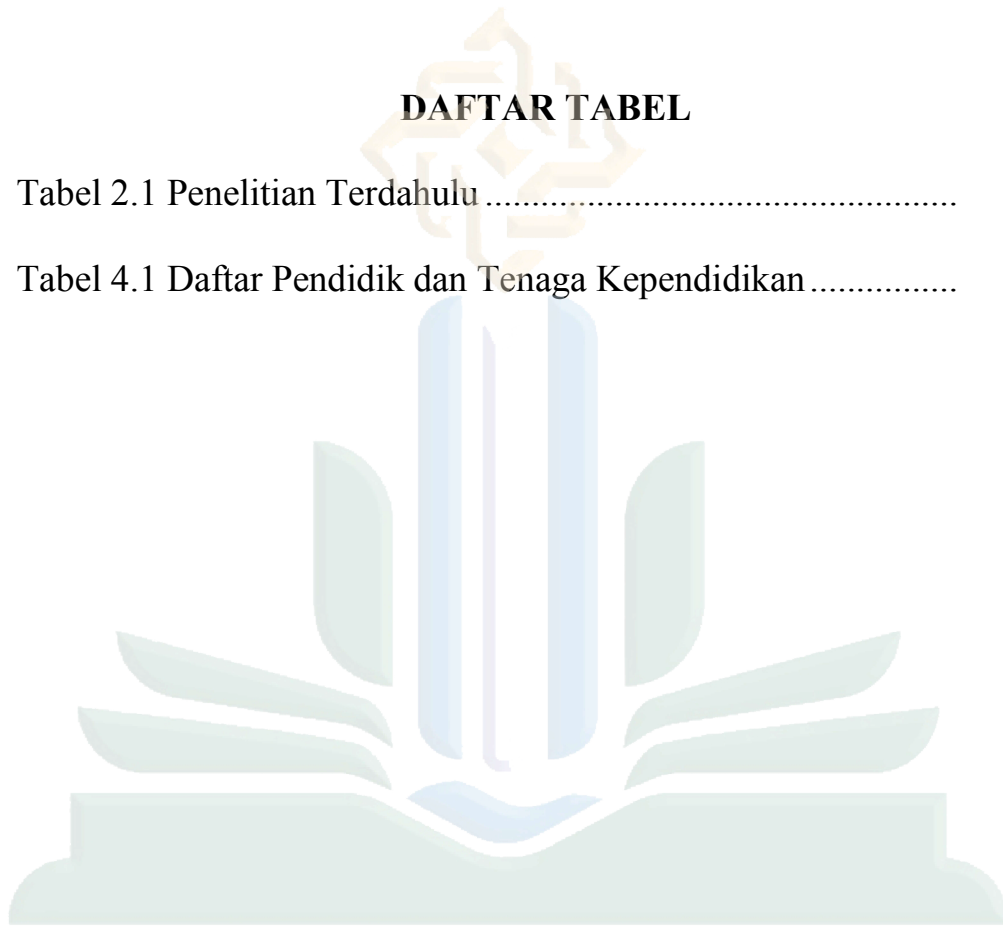 DAFTAR TABEL
Tabel 2.1 Penelitian Terdahulu ...................................................
Tabel 4.1 Daftar Pendidik dan Tenaga Kependidikan ................